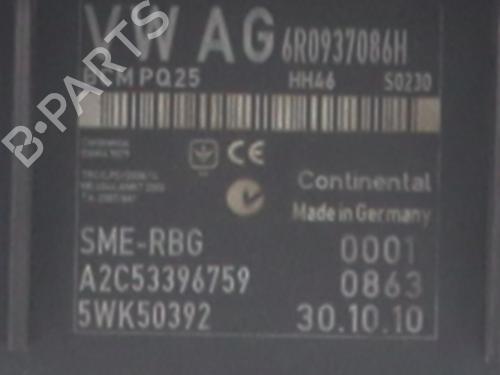 VW AG 6R0937086H
PQ25 HH46 S0230
CE
Continental
Made in Germany
SME-RBG 0001
A2C53396759 0863
5WK50392 30.10.10
B-PARTS